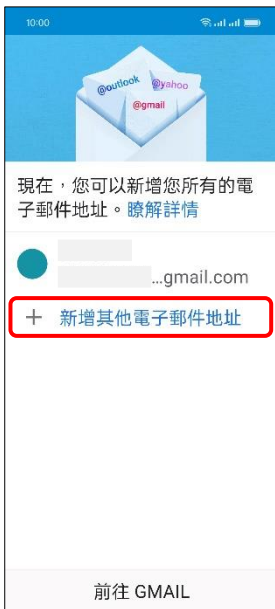 10:00
@outlook @yahoo
@gmail
現在，您可以新增您所有的電
子郵件地址。瞭解詳情
...gmail.com
+ 新增其他電子郵件地址
前往 GMAIL